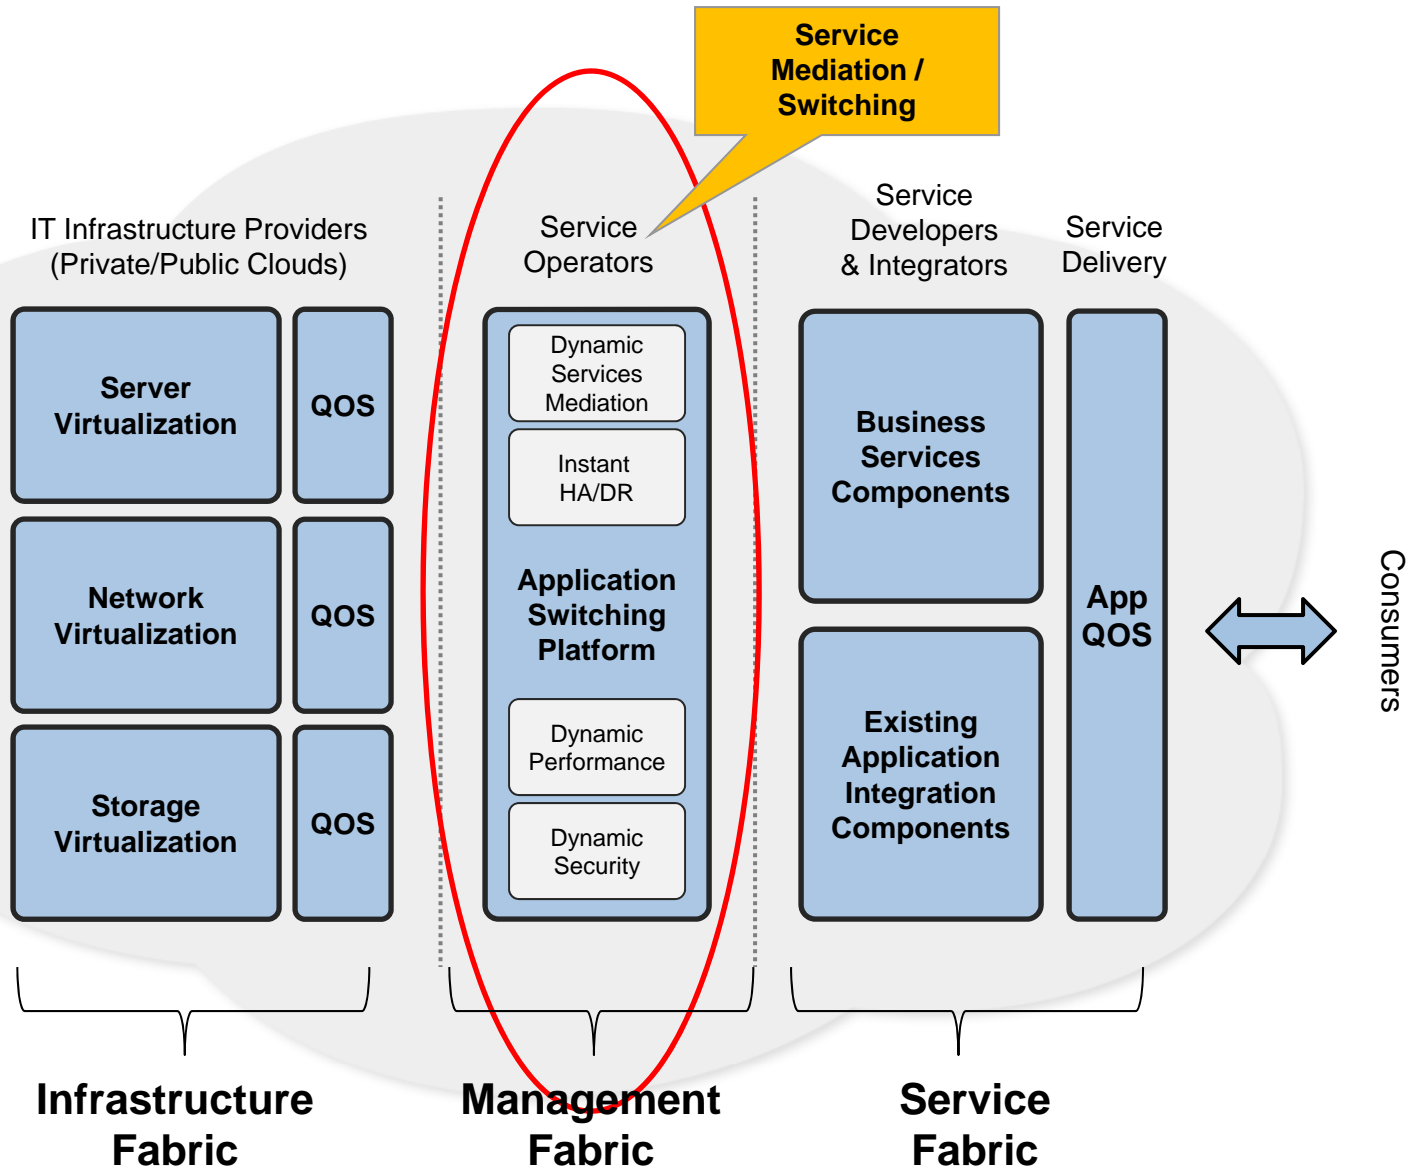 Service
Mediation /
Switching
IT Infrastructure Providers
(Private/Public Clouds)
Service
Operators
Service
Developers
& Integrators
Service
Delivery
Server
Virtualization
QOS
Network
Virtualization
QOS
Storage
Virtualization
QOS
Dynamic
Services
Mediation
Instant
HA/DR
Application
Switching
Platform
Dynamic
Performance
Dynamic
Security
Business
Services
Components
Existing
Application
Integration
Components
App
QOS
Consumers
Infrastructure
Fabric
Management
Fabric
Service
Fabric